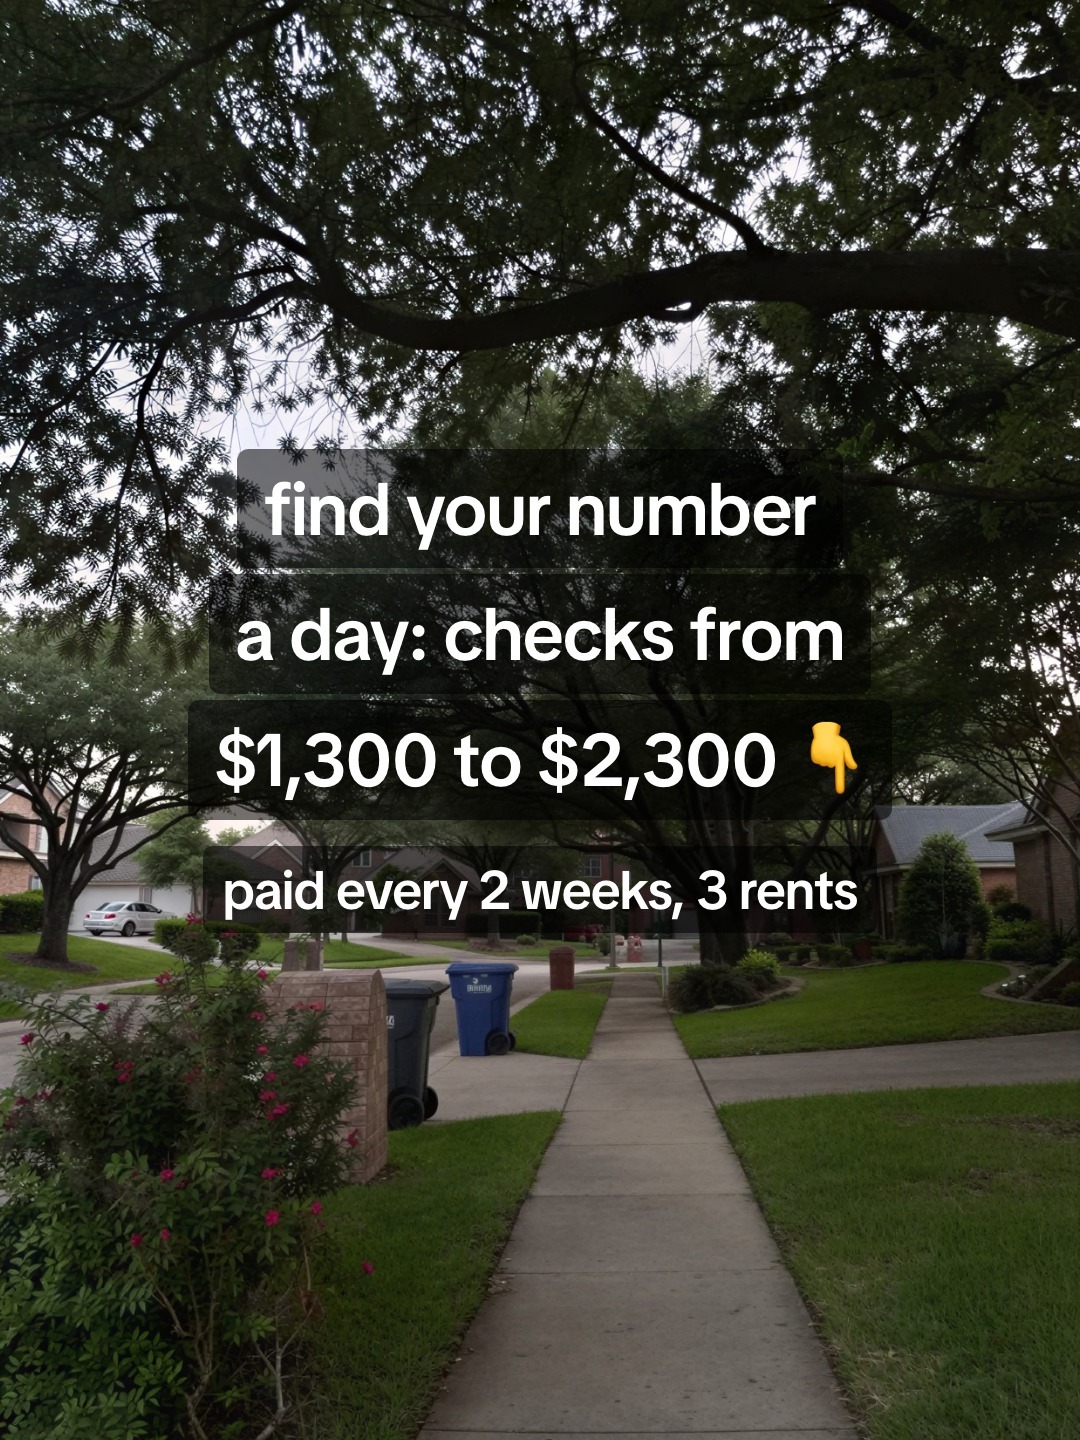 find your number
a day: checks from
$1,300 to $2,300 👇
paid every 2 weeks, 3 rents